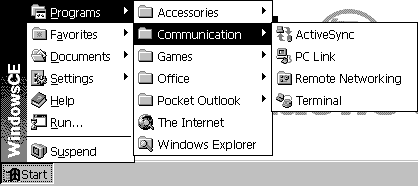 Programs
Favorites
Documents
Settings
Help
Run...
Suspend
WindowsCE
Start
Accessories
Communication
Games
Office
Pocket Outlook
The Internet
Windows Explorer
ActiveSync
PC Link
Remote Networking
Terminal